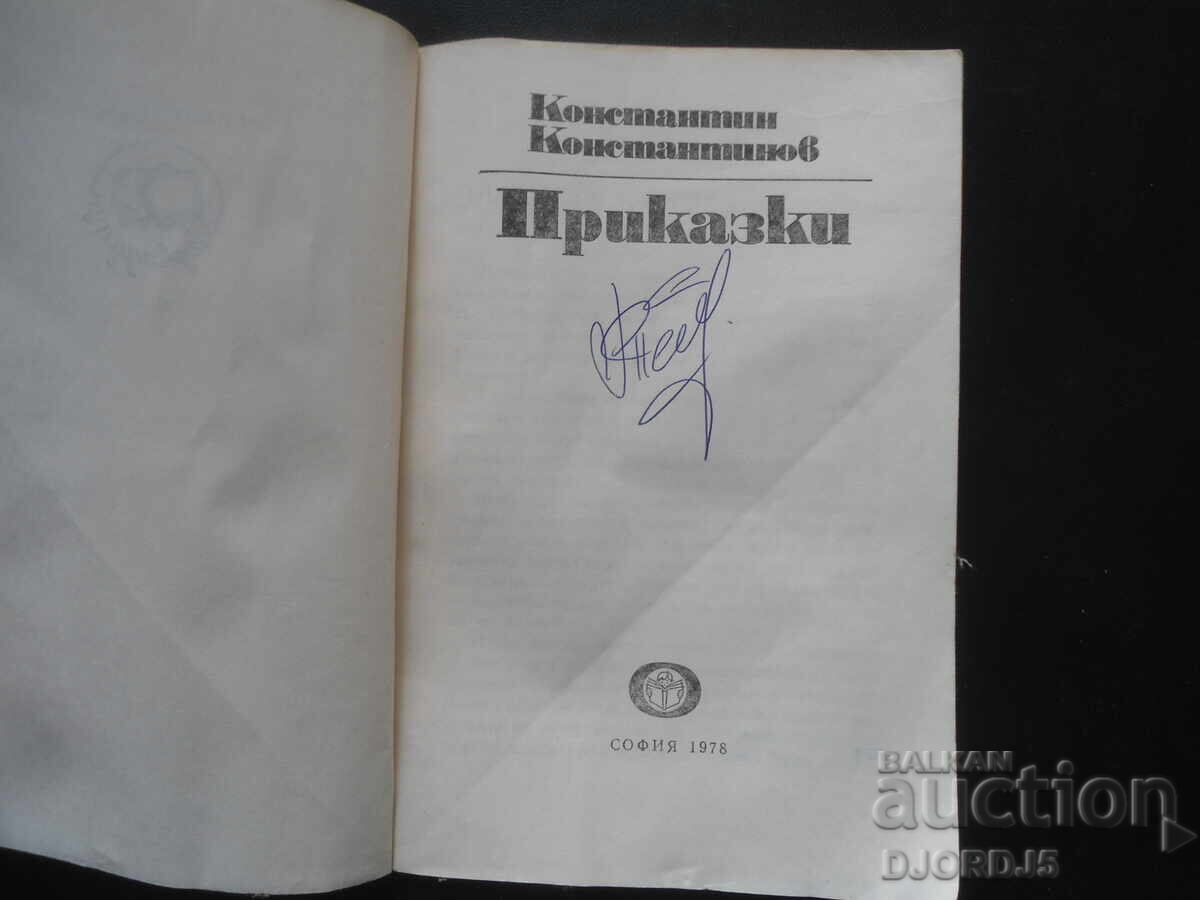 Константин
Константинов
Приказки
СОФИЯ 1978
BALKAN
auction
DJORDJ5